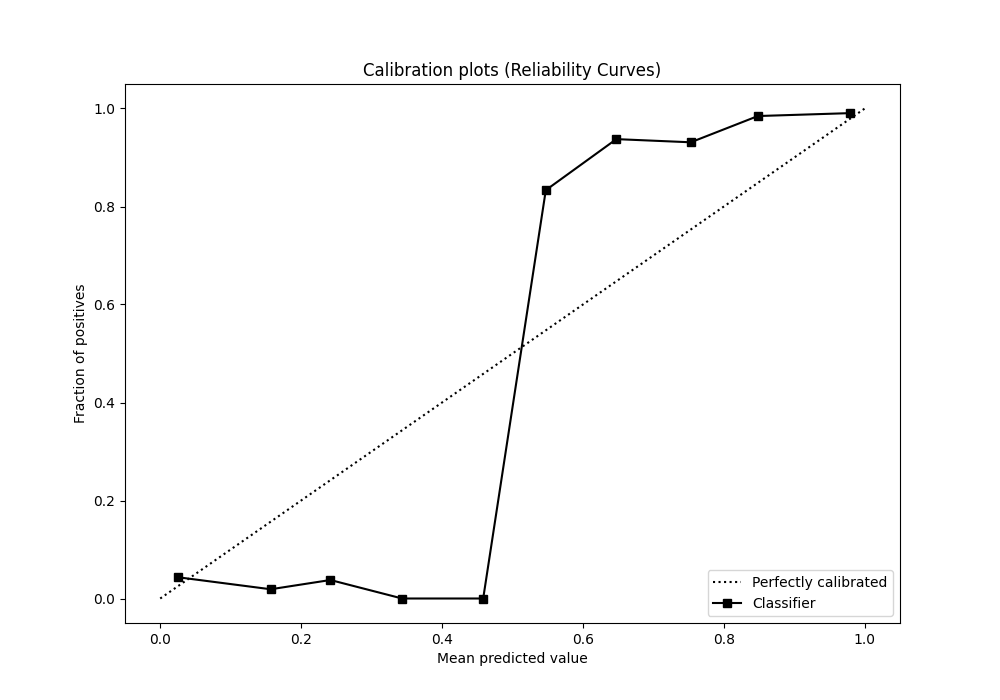 Calibration plots (Reliability Curves)
1.0
0.8
0.6
0.4
0.2
0.0
Fraction of positives
0.0 0.2 0.4 0.6 0.8 1.0
Mean predicted value
Perfectly calibrated
Classifier